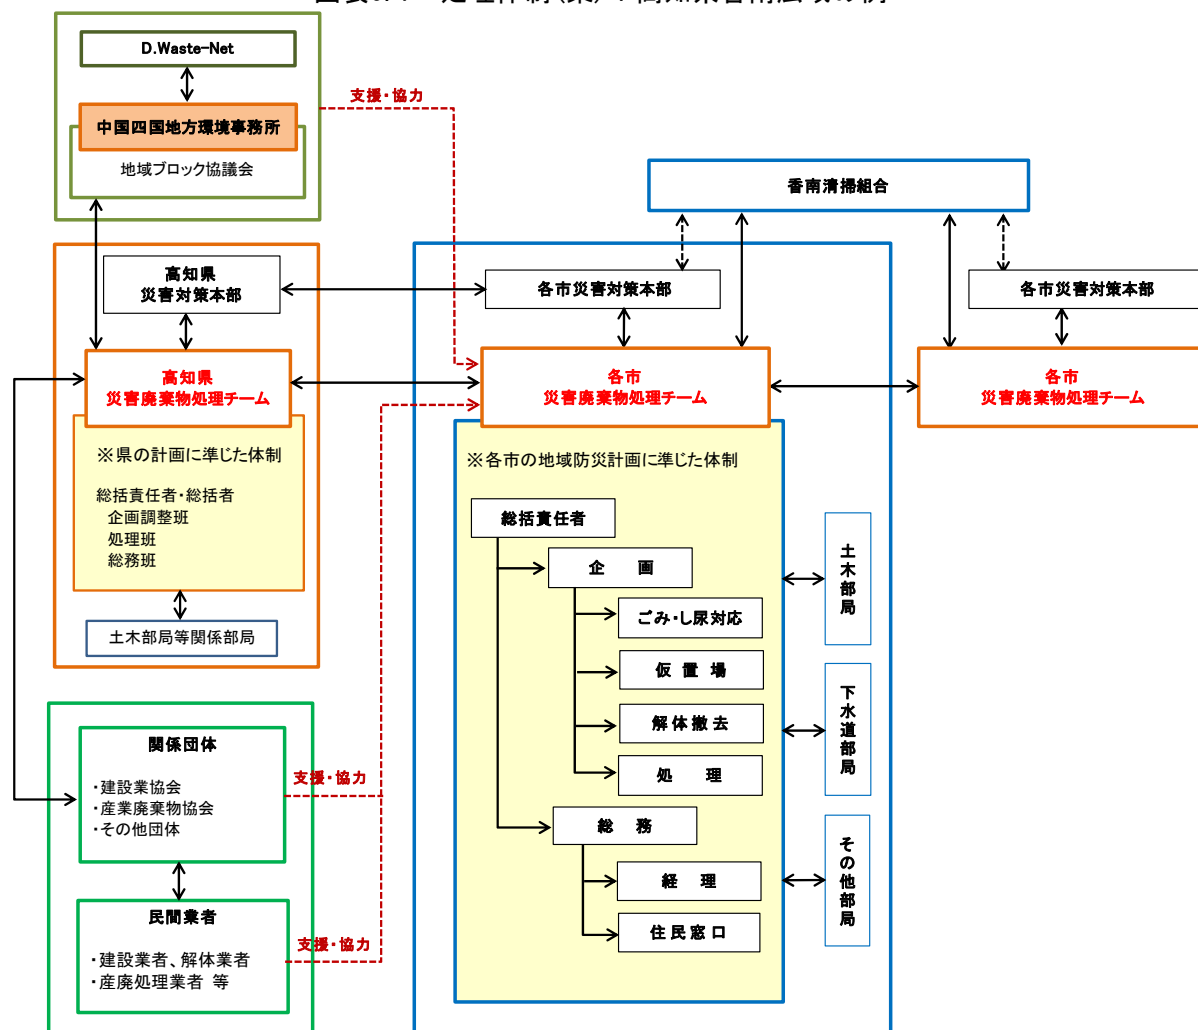 D.Waste-Net
中国四国地方環境事務所
地域ブロック協議会
支援・協力
香南清掃組合
高知県
災害対策本部
各市災害対策本部
各市災害対策本部
高知県
災害廃棄物処理チーム
各市
災害廃棄物処理チーム
各市
災害廃棄物処理チーム
※県の計画に準じた体制
総括責任者・総括者
企画調整班
処理班
総務班
土木部局等関係部局
※各市の地域防災計画に準じた体制
総括責任者
企　画
ごみ・し尿対応
仮 置 場
解体撤去
処　理
総　務
経　理
住民窓口
土木部局
下水道部局
その他部局
関係団体
・建設業協会
・産業廃棄物協会
・その他団体
支援・協力
民間業者
・建設業者、解体業者
・産廃処理業者 等
支援・協力